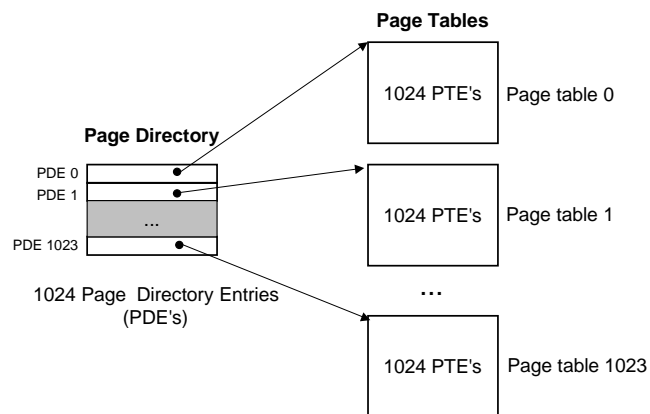 Page Tables
1024 PTE's
Page table 0
Page Directory
PDE 0
PDE 1
...
PDE 1023
1024 Page Directory Entries
(PDE's)
1024 PTE's
Page table 1
...
1024 PTE's
Page table 1023